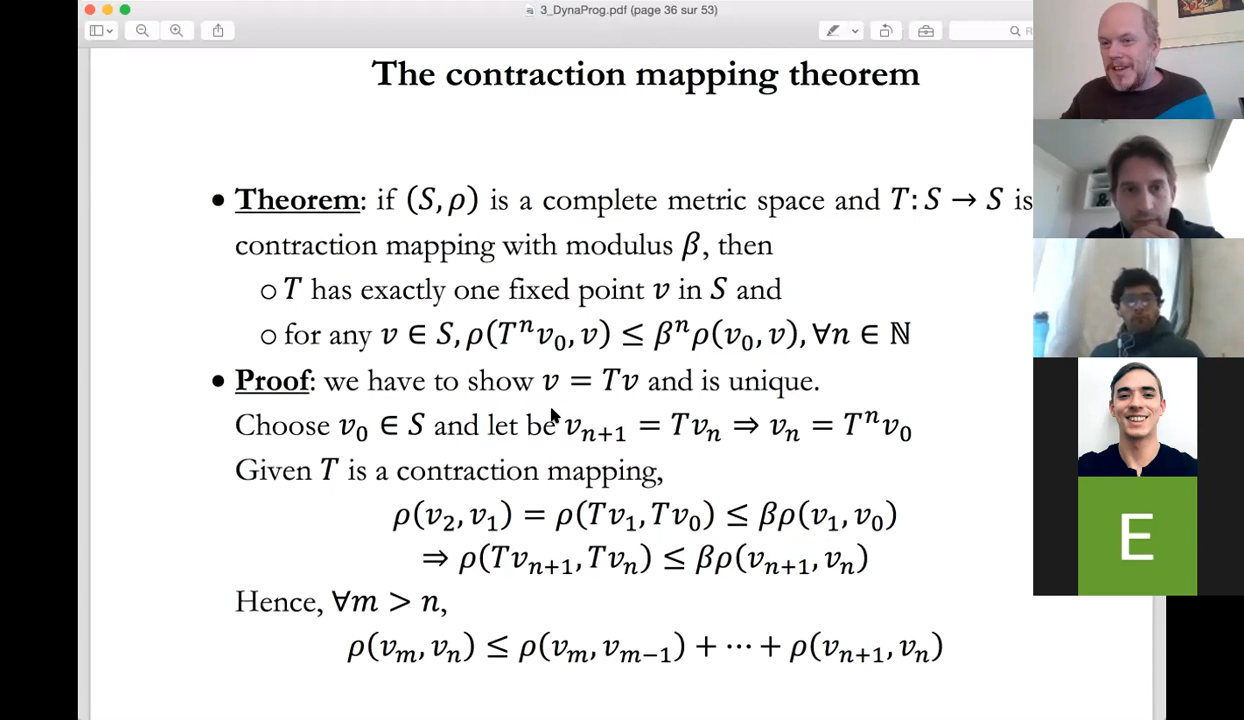 3_DynaProg.pdf (page 36 sur 53)
The contraction mapping theorem
• Theorem: if (S, ρ) is a complete metric space and T: S → S is
contraction mapping with modulus β, then
○ T has exactly one fixed point v in S and
○ for any v ∈ S, ρ(Tⁿv₀, v) ≤ βⁿρ(v₀, v), ∀n ∈ ℕ
• Proof: we have to show v = Tv and is unique.
Choose v₀ ∈ S and let be vₙ₊₁ = Tvₙ ⇒ vₙ = Tⁿv₀
Given T is a contraction mapping,
ρ(v₂, v₁) = ρ(Tv₁, Tv₀) ≤ βρ(v₁, v₀)
⇒ ρ(Tvₙ₊₁, Tvₙ) ≤ βρ(vₙ₊₁, vₙ)
Hence, ∀m > n,
ρ(vₘ, vₙ) ≤ ρ(vₘ, vₘ₋₁) + ⋯ + ρ(vₙ₊₁, vₙ)
E